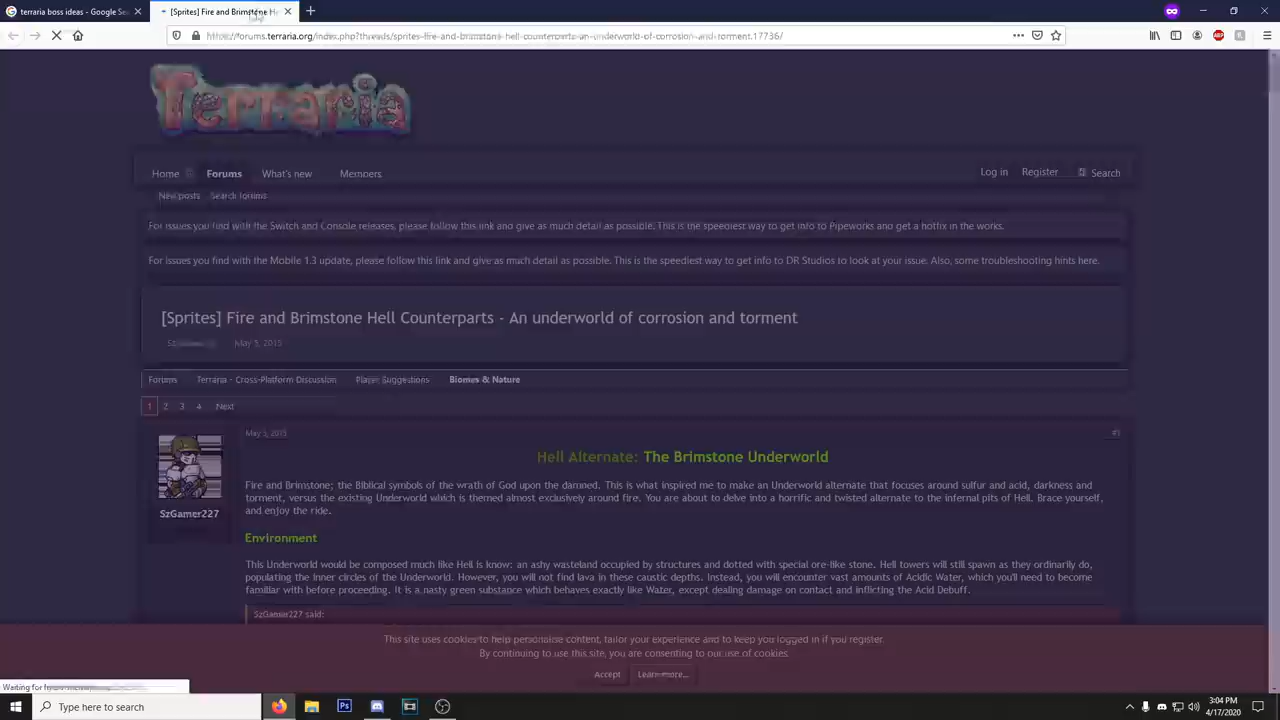 terraria boss ideas - Google Se
[Sprites] Fire and Brimstone He
https://forums.terraria.org/index.php?threads/sprites-fire-and-brimstone-hell-counterparts-an-underworld-of-corrosion-and-torment.17736/
Terraria
Home Forums What's new Members Log in Register Search
New posts Search forums
For issues you find with the Switch and Console releases, please follow this link and give as much detail as possible. This is the speediest way to get info to Pipeworks and get a hotfix in the works.
For issues you find with the Mobile 1.3 update, please follow this link and give as much detail as possible. This is the speediest way to get info to DR Studios to look at your issue. Also, some troubleshooting hints here.
[Sprites] Fire and Brimstone Hell Counterparts - An underworld of corrosion and torment
May 5, 2015
Forums Terraria - Cross-Platform Discussion Player Suggestions Biomes & Nature
1 2 3 4 Next
May 5, 2015 #1
SzGamer227
Hell Alternate: The Brimstone Underworld
Fire and Brimstone; the Biblical symbols of the wrath of God upon the damned. This is what inspired me to make an Underworld alternate that focuses around sulfur and acid, darkness and
torment, versus the existing Underworld which is themed almost exclusively around fire. You are about to delve into a horrific and twisted alternate to the infernal pits of Hell. Brace yourself,
and enjoy the ride.
Environment
This Underworld would be composed much like Hell is know: an ashy wasteland occupied by structures and dotted with special ore-like stone. Hell towers will still spawn as they ordinarily do,
populating the inner circles of the Underworld. However, you will not find lava in these caustic depths. Instead, you will encounter vast amounts of Acidic Water, which you'll need to become
familiar with before proceeding. It is a nasty green substance which behaves exactly like Water, except dealing damage on contact and inflicting the Acid Debuff.
SzGamer227 said:
This site uses cookies to help personalise content, tailor your experience and to keep you logged in if you register.
By continuing to use this site, you are consenting to our use of cookies.
Accept Learn more...
Waiting for
Type here to search
3:04 PM
4/17/2020